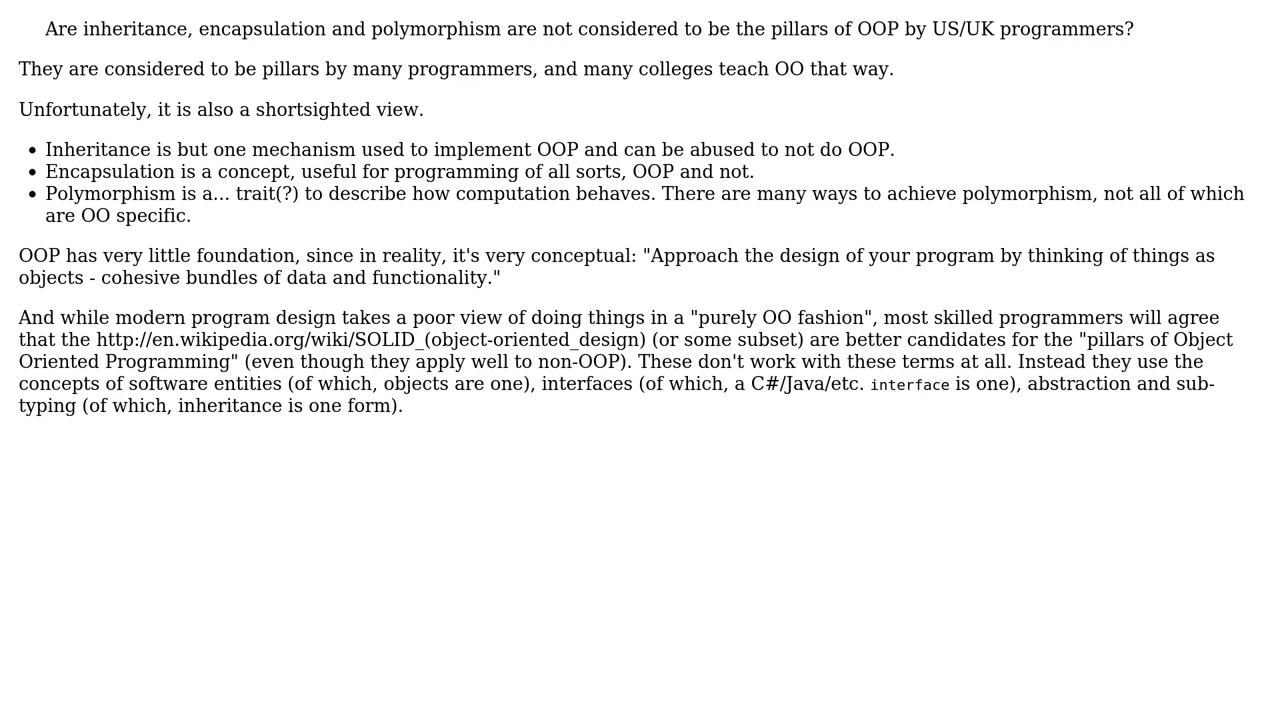 Are inheritance, encapsulation and polymorphism are not considered to be the pillars of OOP by US/UK programmers?
They are considered to be pillars by many programmers, and many colleges teach OO that way.
Unfortunately, it is also a shortsighted view.
• Inheritance is but one mechanism used to implement OOP and can be abused to not do OOP.
• Encapsulation is a concept, useful for programming of all sorts, OOP and not.
• Polymorphism is a... trait(?) to describe how computation behaves. There are many ways to achieve polymorphism, not all of which
are OO specific.
OOP has very little foundation, since in reality, it's very conceptual: "Approach the design of your program by thinking of things as
objects - cohesive bundles of data and functionality."
And while modern program design takes a poor view of doing things in a "purely OO fashion", most skilled programmers will agree
that the http://en.wikipedia.org/wiki/SOLID_(object-oriented_design) (or some subset) are better candidates for the "pillars of Object
Oriented Programming" (even though they apply well to non-OOP). These don't work with these terms at all. Instead they use the
concepts of software entities (of which, objects are one), interfaces (of which, a C#/Java/etc. interface is one), abstraction and sub-
typing (of which, inheritance is one form).